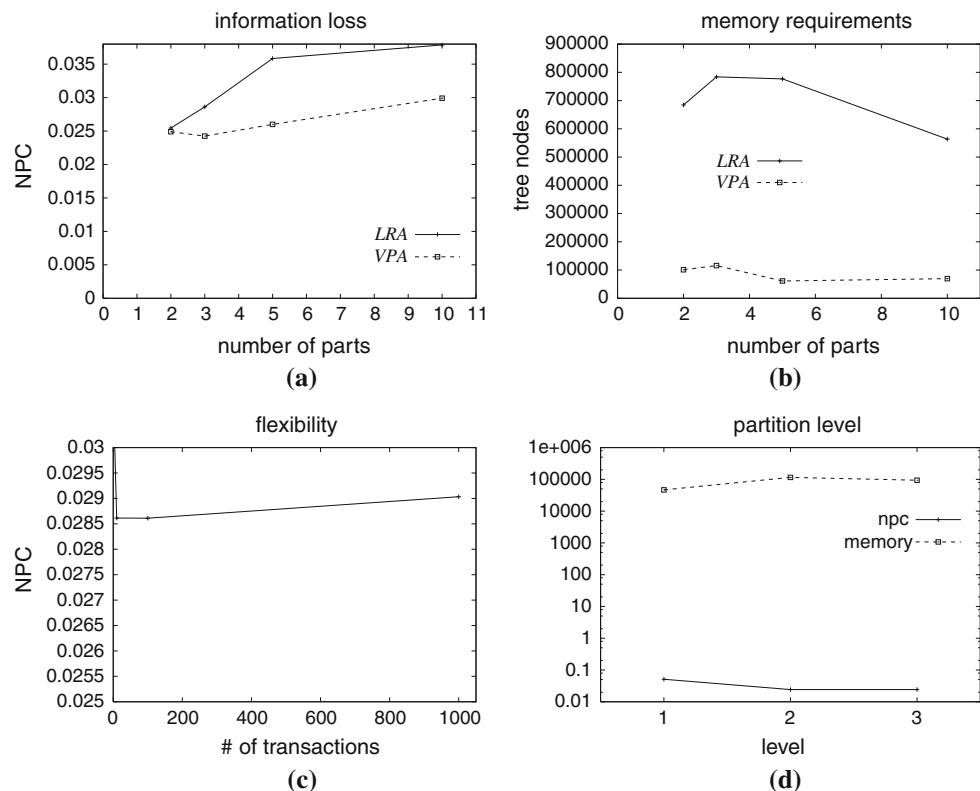 information loss
0.035
0.03
0.025
0.02
0.015
0.01
0.005
0
NPC
LRA
VPA
0 1 2 3 4 5 6 7 8 9 10 11
number of parts
(a)
memory requirements
900000
800000
700000
600000
500000
400000
300000
200000
100000
0
tree nodes
LRA
VPA
0 2 4 6 8 10
number of parts
(b)
flexibility
0.03
0.0295
0.029
0.0285
0.028
0.0275
0.027
0.0265
0.026
0.0255
0.025
NPC
0 200 400 600 800 1000
# of transactions
(c)
partition level
1e+006
100000
10000
1000
100
10
1
0.1
0.01
npc
memory
1 2 3
level
(d)